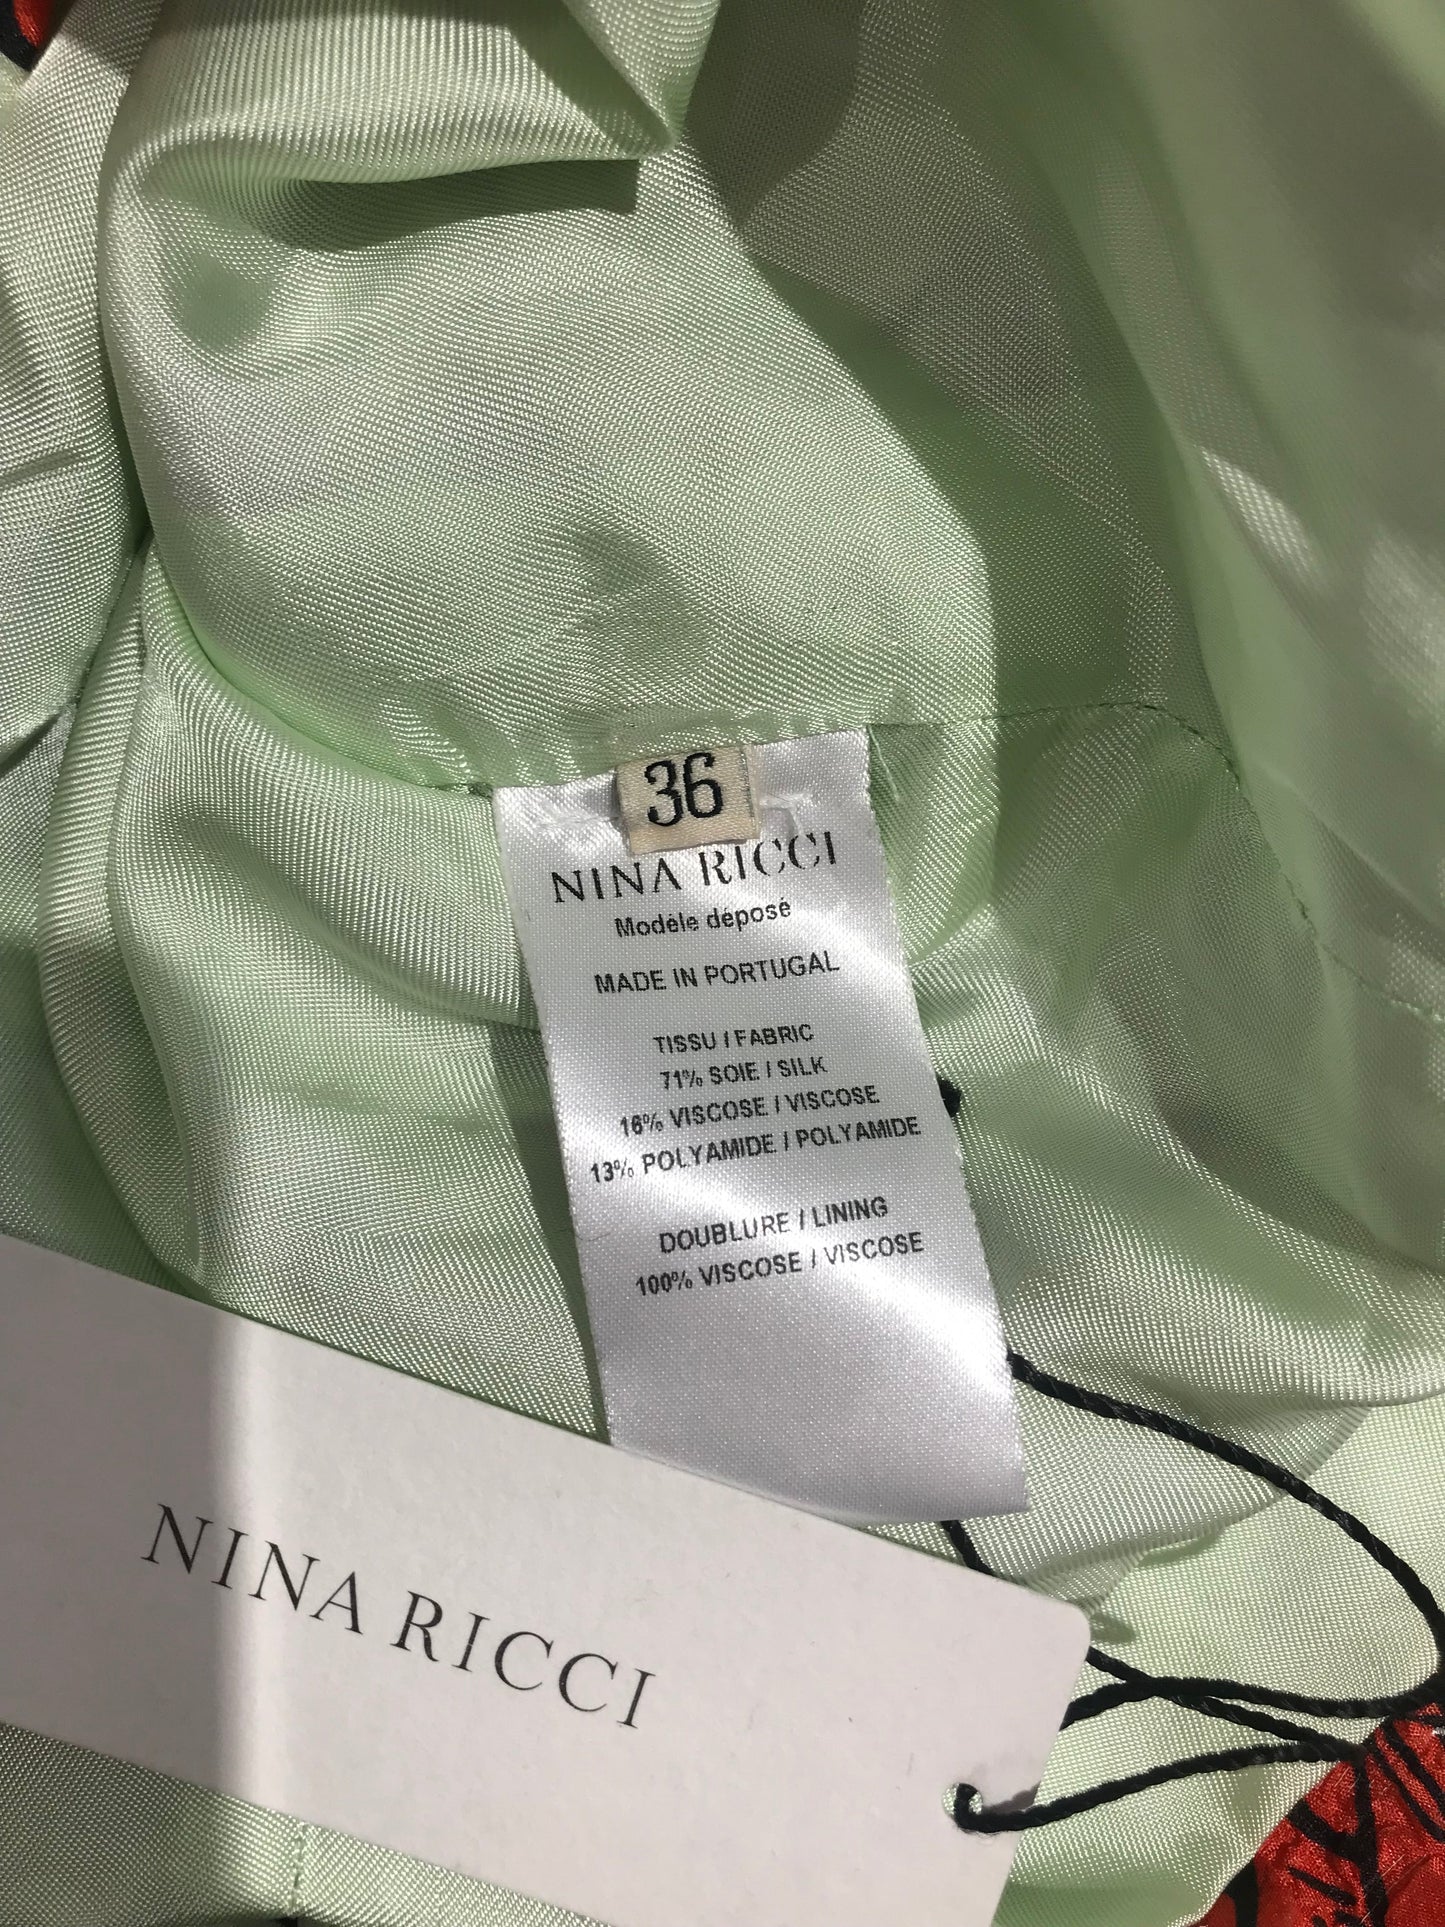 36
NINA RICCI
Modèle déposé
MADE IN PORTUGAL
TISSU / FABRIC
71% SOIE / SILK
16% VISCOSE / VISCOSE
13% POLYAMIDE / POLYAMIDE
DOUBLURE / LINING
100% VISCOSE / VISCOSE
NINA RICCI